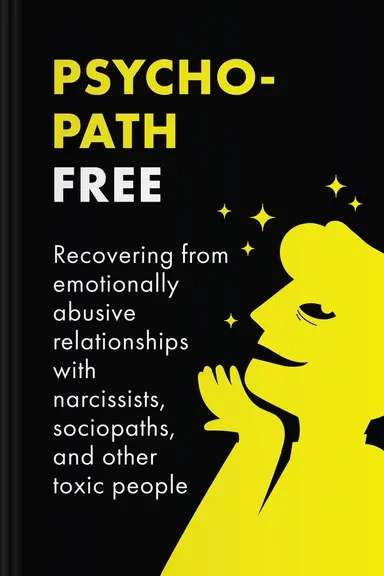 PSYCHO-
PATH
FREE
Recovering from
emotionally
abusive
relationships
with
narcissists,
sociopaths,
and other
toxic people